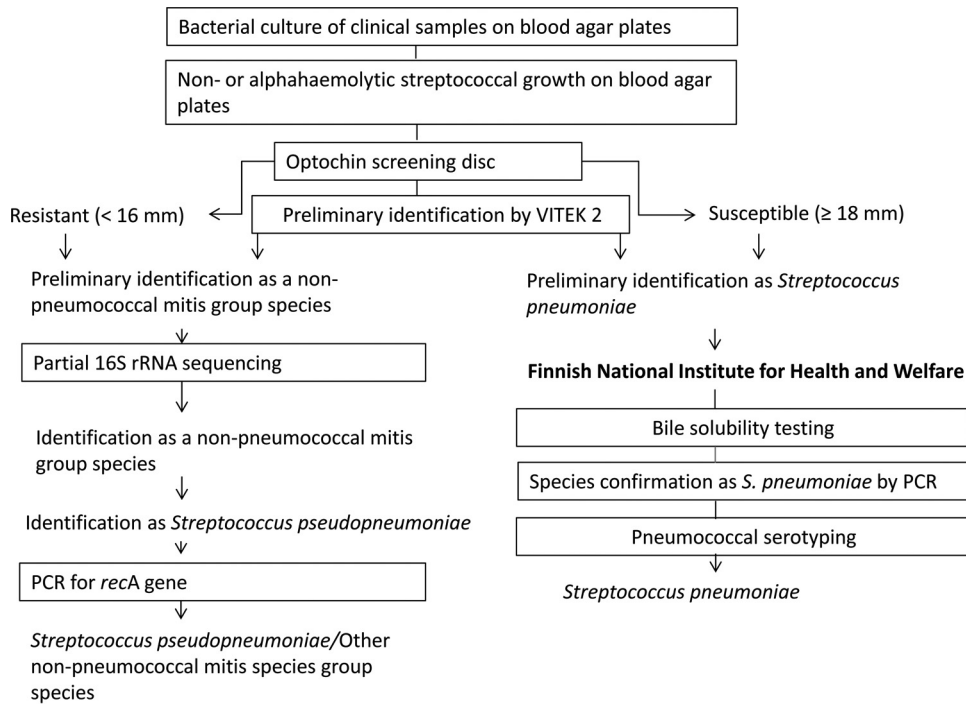 Bacterial culture of clinical samples on blood agar plates
Non- or alphahaemolytic streptococcal growth on blood agar
plates
Optochin screening disc
Resistant (< 16 mm)
Preliminary identification by VITEK 2
Susceptible (≥ 18 mm)
Preliminary identification as a non-
pneumococcal mitis group species
Partial 16S rRNA sequencing
Identification as a non-pneumococcal mitis
group species
Identification as Streptococcus pseudopneumoniae
PCR for recA gene
Streptococcus pseudopneumoniae/Other
non-pneumococcal mitis species group
species
Preliminary identification as Streptococcus
pneumoniae
Finnish National Institute for Health and Welfare
Bile solubility testing
Species confirmation as S. pneumoniae by PCR
Pneumococcal serotyping
Streptococcus pneumoniae